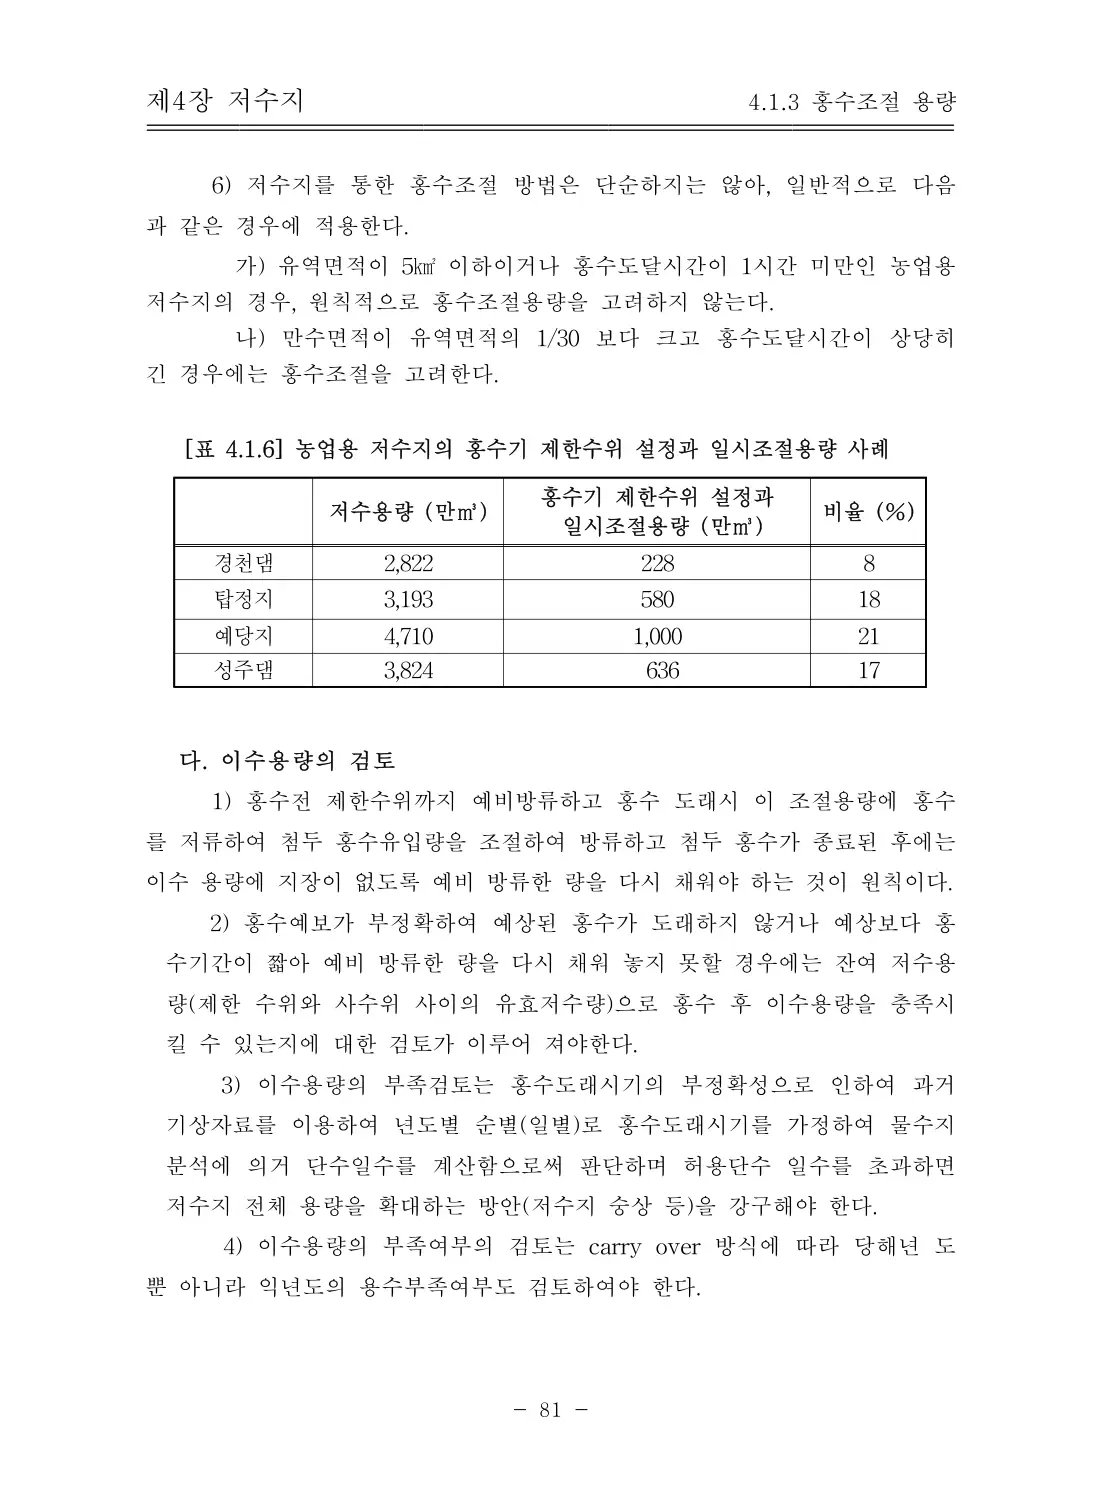 제4장 저수지
4.1.3 홍수조절 용량
6) 저수지를 통한 홍수조절 방법은 단순하지는 않아, 일반적으로 다음
과 같은 경우에 적용한다.
가) 유역면적이 5㎢ 이하이거나 홍수도달시간이 1시간 미만인 농업용
저수지의 경우, 원칙적으로 홍수조절용량을 고려하지 않는다.
나) 만수면적이 유역면적의 1/30 보다 크고 홍수도달시간이 상당히
긴 경우에는 홍수조절을 고려한다.
[표 4.1.6] 농업용 저수지의 홍수기 제한수위 설정과 일시조절용량 사례
저수용량 (만㎥) 홍수기 제한수위 설정과 비율 (%)
일시조절용량 (만㎥)
경천댐 2,822 228 8
탑정지 3,193 580 18
예당지 4,710 1,000 21
성주댐 3,824 636 17
다. 이수용량의 검토
1) 홍수전 제한수위까지 예비방류하고 홍수 도래시 이 조절용량에 홍수
를 저류하여 첨두 홍수유입량을 조절하여 방류하고 첨두 홍수가 종료된 후에는
이수 용량에 지장이 없도록 예비 방류한 량을 다시 채워야 하는 것이 원칙이다.
2) 홍수예보가 부정확하여 예상된 홍수가 도래하지 않거나 예상보다 홍
수기간이 짧아 예비 방류한 량을 다시 채워 놓지 못할 경우에는 잔여 저수용
량(제한 수위와 사수위 사이의 유효저수량)으로 홍수 후 이수용량을 충족시
킬 수 있는지에 대한 검토가 이루어 져야한다.
3) 이수용량의 부족검토는 홍수도래시기의 부정확성으로 인하여 과거
기상자료를 이용하여 년도별 순별(일별)로 홍수도래시기를 가정하여 물수지
분석에 의거 단수일수를 계산함으로써 판단하며 허용단수 일수를 초과하면
저수지 전체 용량을 확대하는 방안(저수지 숭상 등)을 강구해야 한다.
4) 이수용량의 부족여부의 검토는 carry over 방식에 따라 당해년 도
뿐 아니라 익년도의 용수부족여부도 검토하여야 한다.
- 81 -